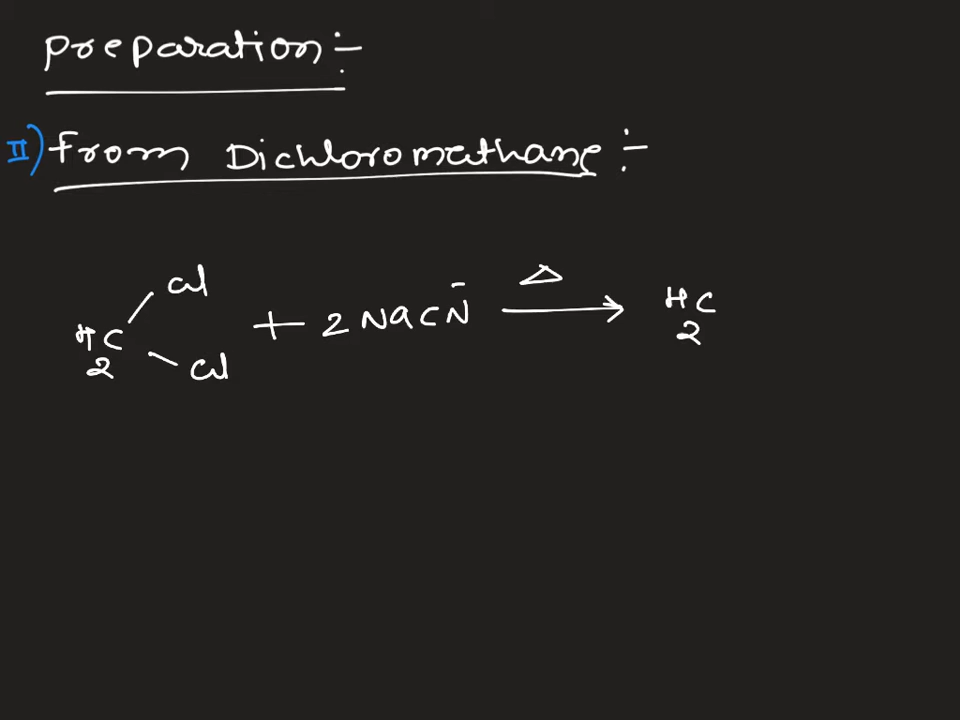 Preparation:-
II) From Dichloromethane:-
Cl
H2C + 2 NaCN̄ △ → H2C
Cl